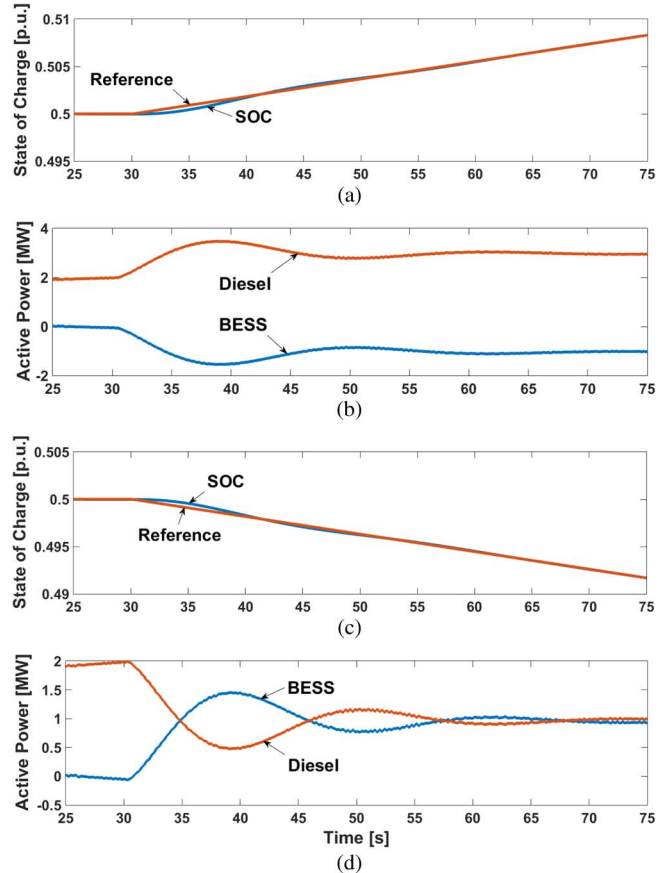 0.51
0.505
0.5
0.495
State of Charge [p.u.]
Reference
SOC
25 30 35 40 45 50 55 60 65 70 75
(a)
4
2
0
-2
Active Power [MW]
Diesel
BESS
25 30 35 40 45 50 55 60 65 70 75
(b)
0.505
0.5
0.495
0.49
State of Charge [p.u.]
SOC
Reference
25 30 35 40 45 50 55 60 65 70 75
(c)
2
1.5
1
0.5
0
-0.5
Active Power [MW]
BESS
Diesel
25 30 35 40 45 50 55 60 65 70 75
Time [s]
(d)